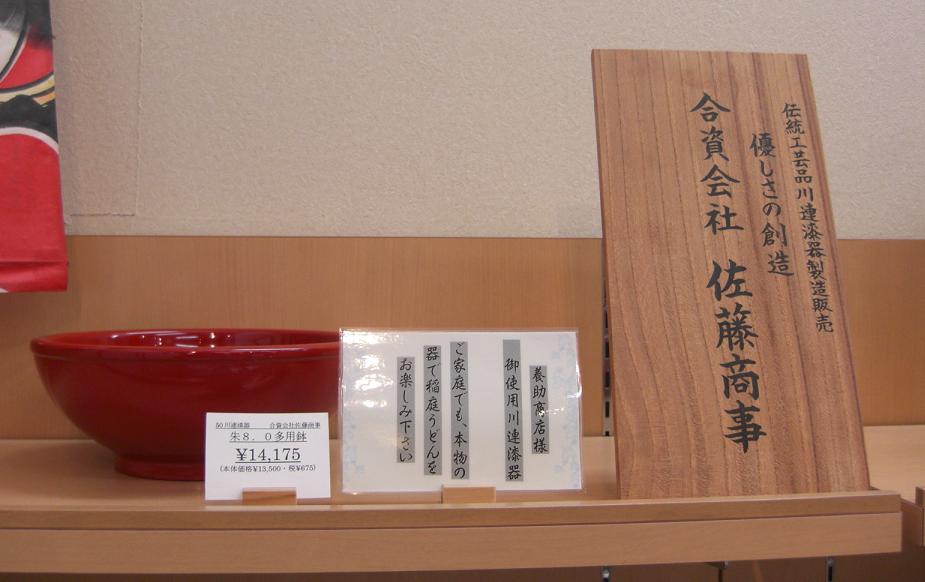 伝統工芸品川連漆器製造販売
優しさの創造
合資会社 佐藤商事
養助商店様
御使用川連漆器
ご家庭でも、本物の
器で稲庭うどんを
お楽しみ下さい
50川連漆器 合資会社佐藤商事
朱8.0多用鉢
¥14,175
(本体価格¥13,500・税¥675)